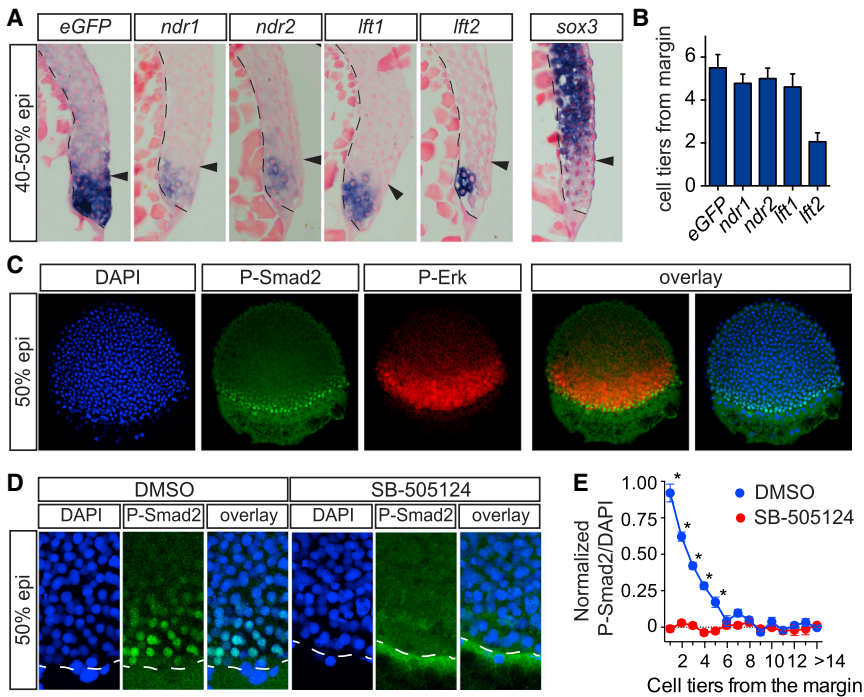 A
eGFP ndr1 ndr2 lft1 lft2 sox3
40-50% epi
B
cell tiers from margin
6
4
2
0
eGFP ndr1 ndr2 lft1 lft2
C
DAPI P-Smad2 P-Erk overlay
50% epi
D
DMSO SB-505124
DAPI P-Smad2 overlay DAPI P-Smad2 overlay
50% epi
E
Normalized
P-Smad2/DAPI
1.00
0.75
0.50
0.25
0
* * * * *
DMSO
SB-505124
2 4 6 8 10 12 >14
Cell tiers from the margin